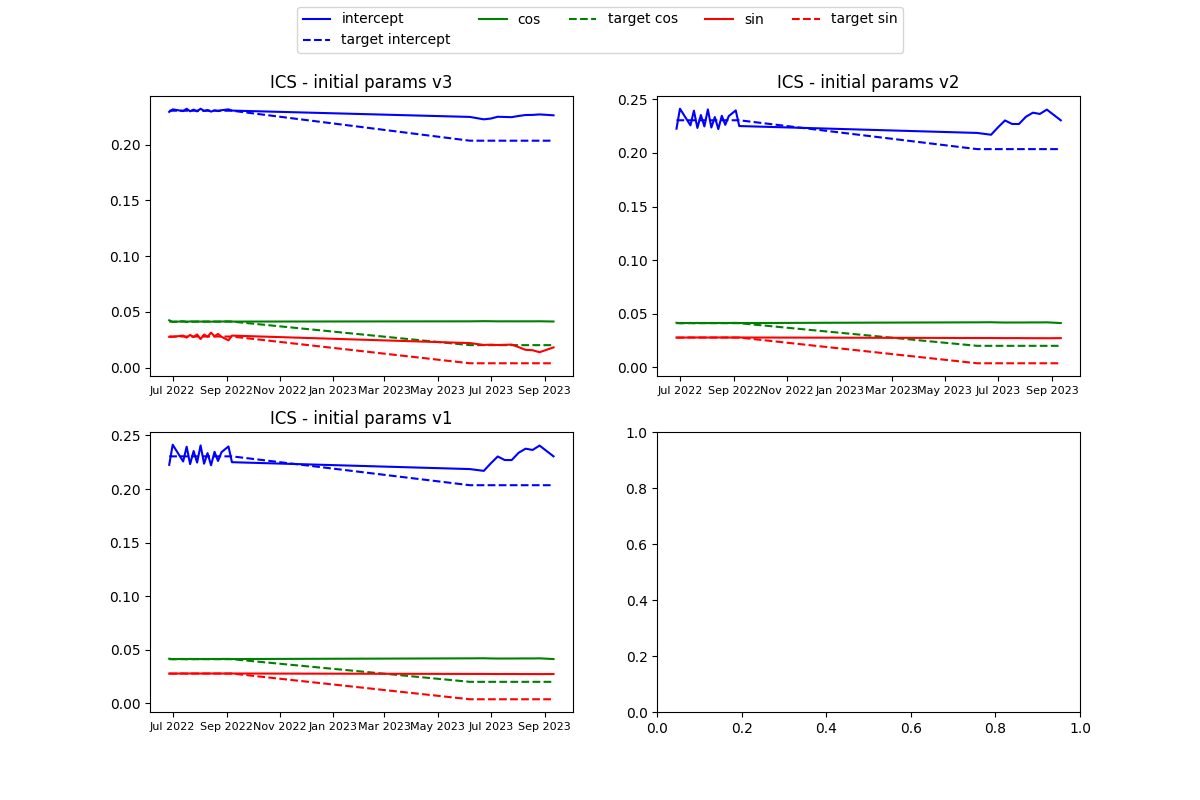 intercept cos target cos sin target sin
target intercept
ICS - initial params v3
0.20
0.15
0.10
0.05
0.00
Jul 2022 Sep 2022 Nov 2022 Jan 2023 Mar 2023 May 2023 Jul 2023 Sep 2023
ICS - initial params v2
0.25
0.20
0.15
0.10
0.05
0.00
Jul 2022 Sep 2022 Nov 2022 Jan 2023 Mar 2023 May 2023 Jul 2023 Sep 2023
ICS - initial params v1
0.25
0.20
0.15
0.10
0.05
0.00
Jul 2022 Sep 2022 Nov 2022 Jan 2023 Mar 2023 May 2023 Jul 2023 Sep 2023
1.0
0.8
0.6
0.4
0.2
0.0
0.0 0.2 0.4 0.6 0.8 1.0